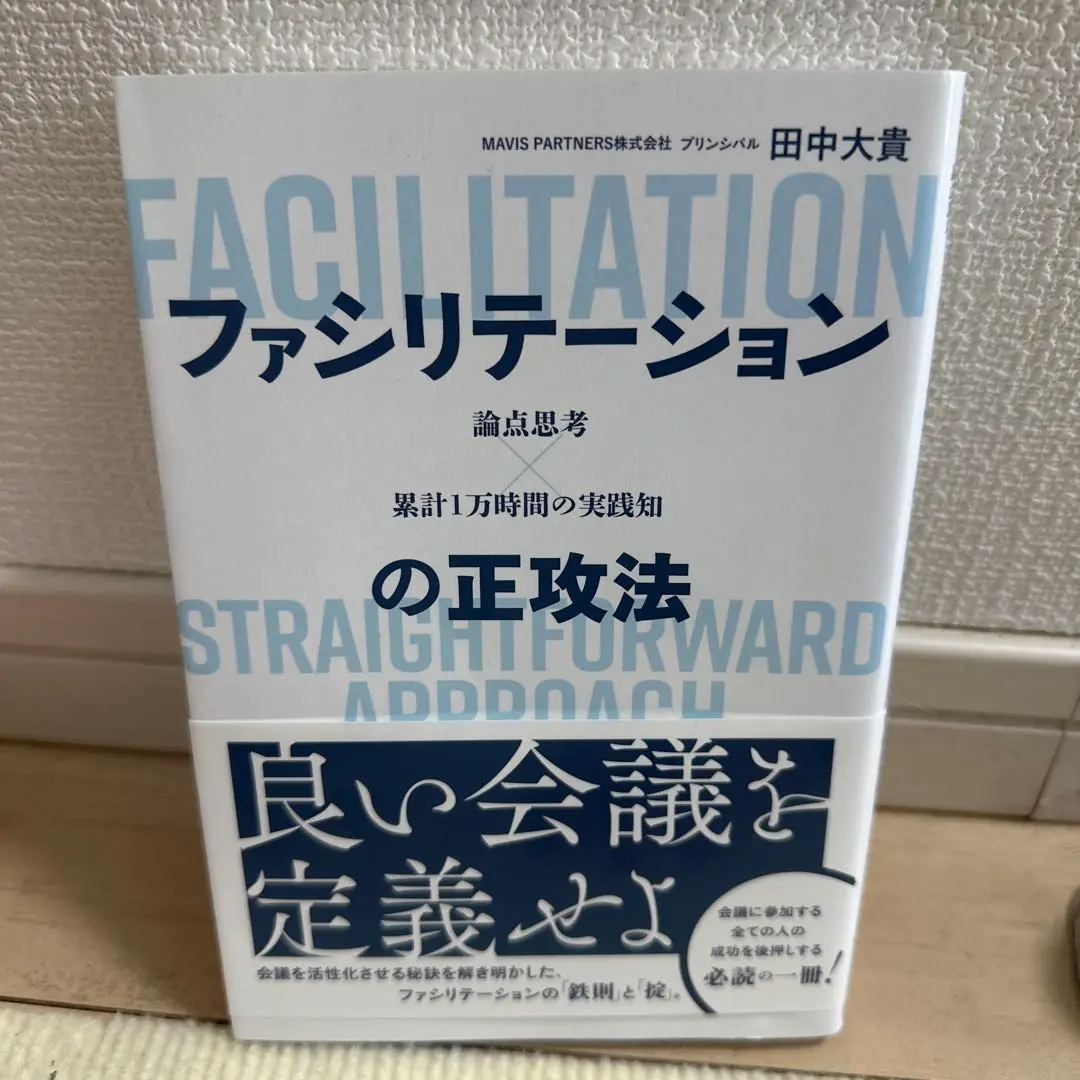 MAVIS PARTNERS株式会社 プリンシパル 田中大貴
FACILITATION
ファシリテーション
論点思考
×
累計1万時間の実践知
の正攻法
STRAIGHTFORWARD
APPROACH
良い会議を
定義せよ
会議を活性化させる秘訣を解き明かした、
ファシリテーションの「鉄則」と「掟」。
会議に参加する
全ての人の
成功を後押しする
必読の一冊!